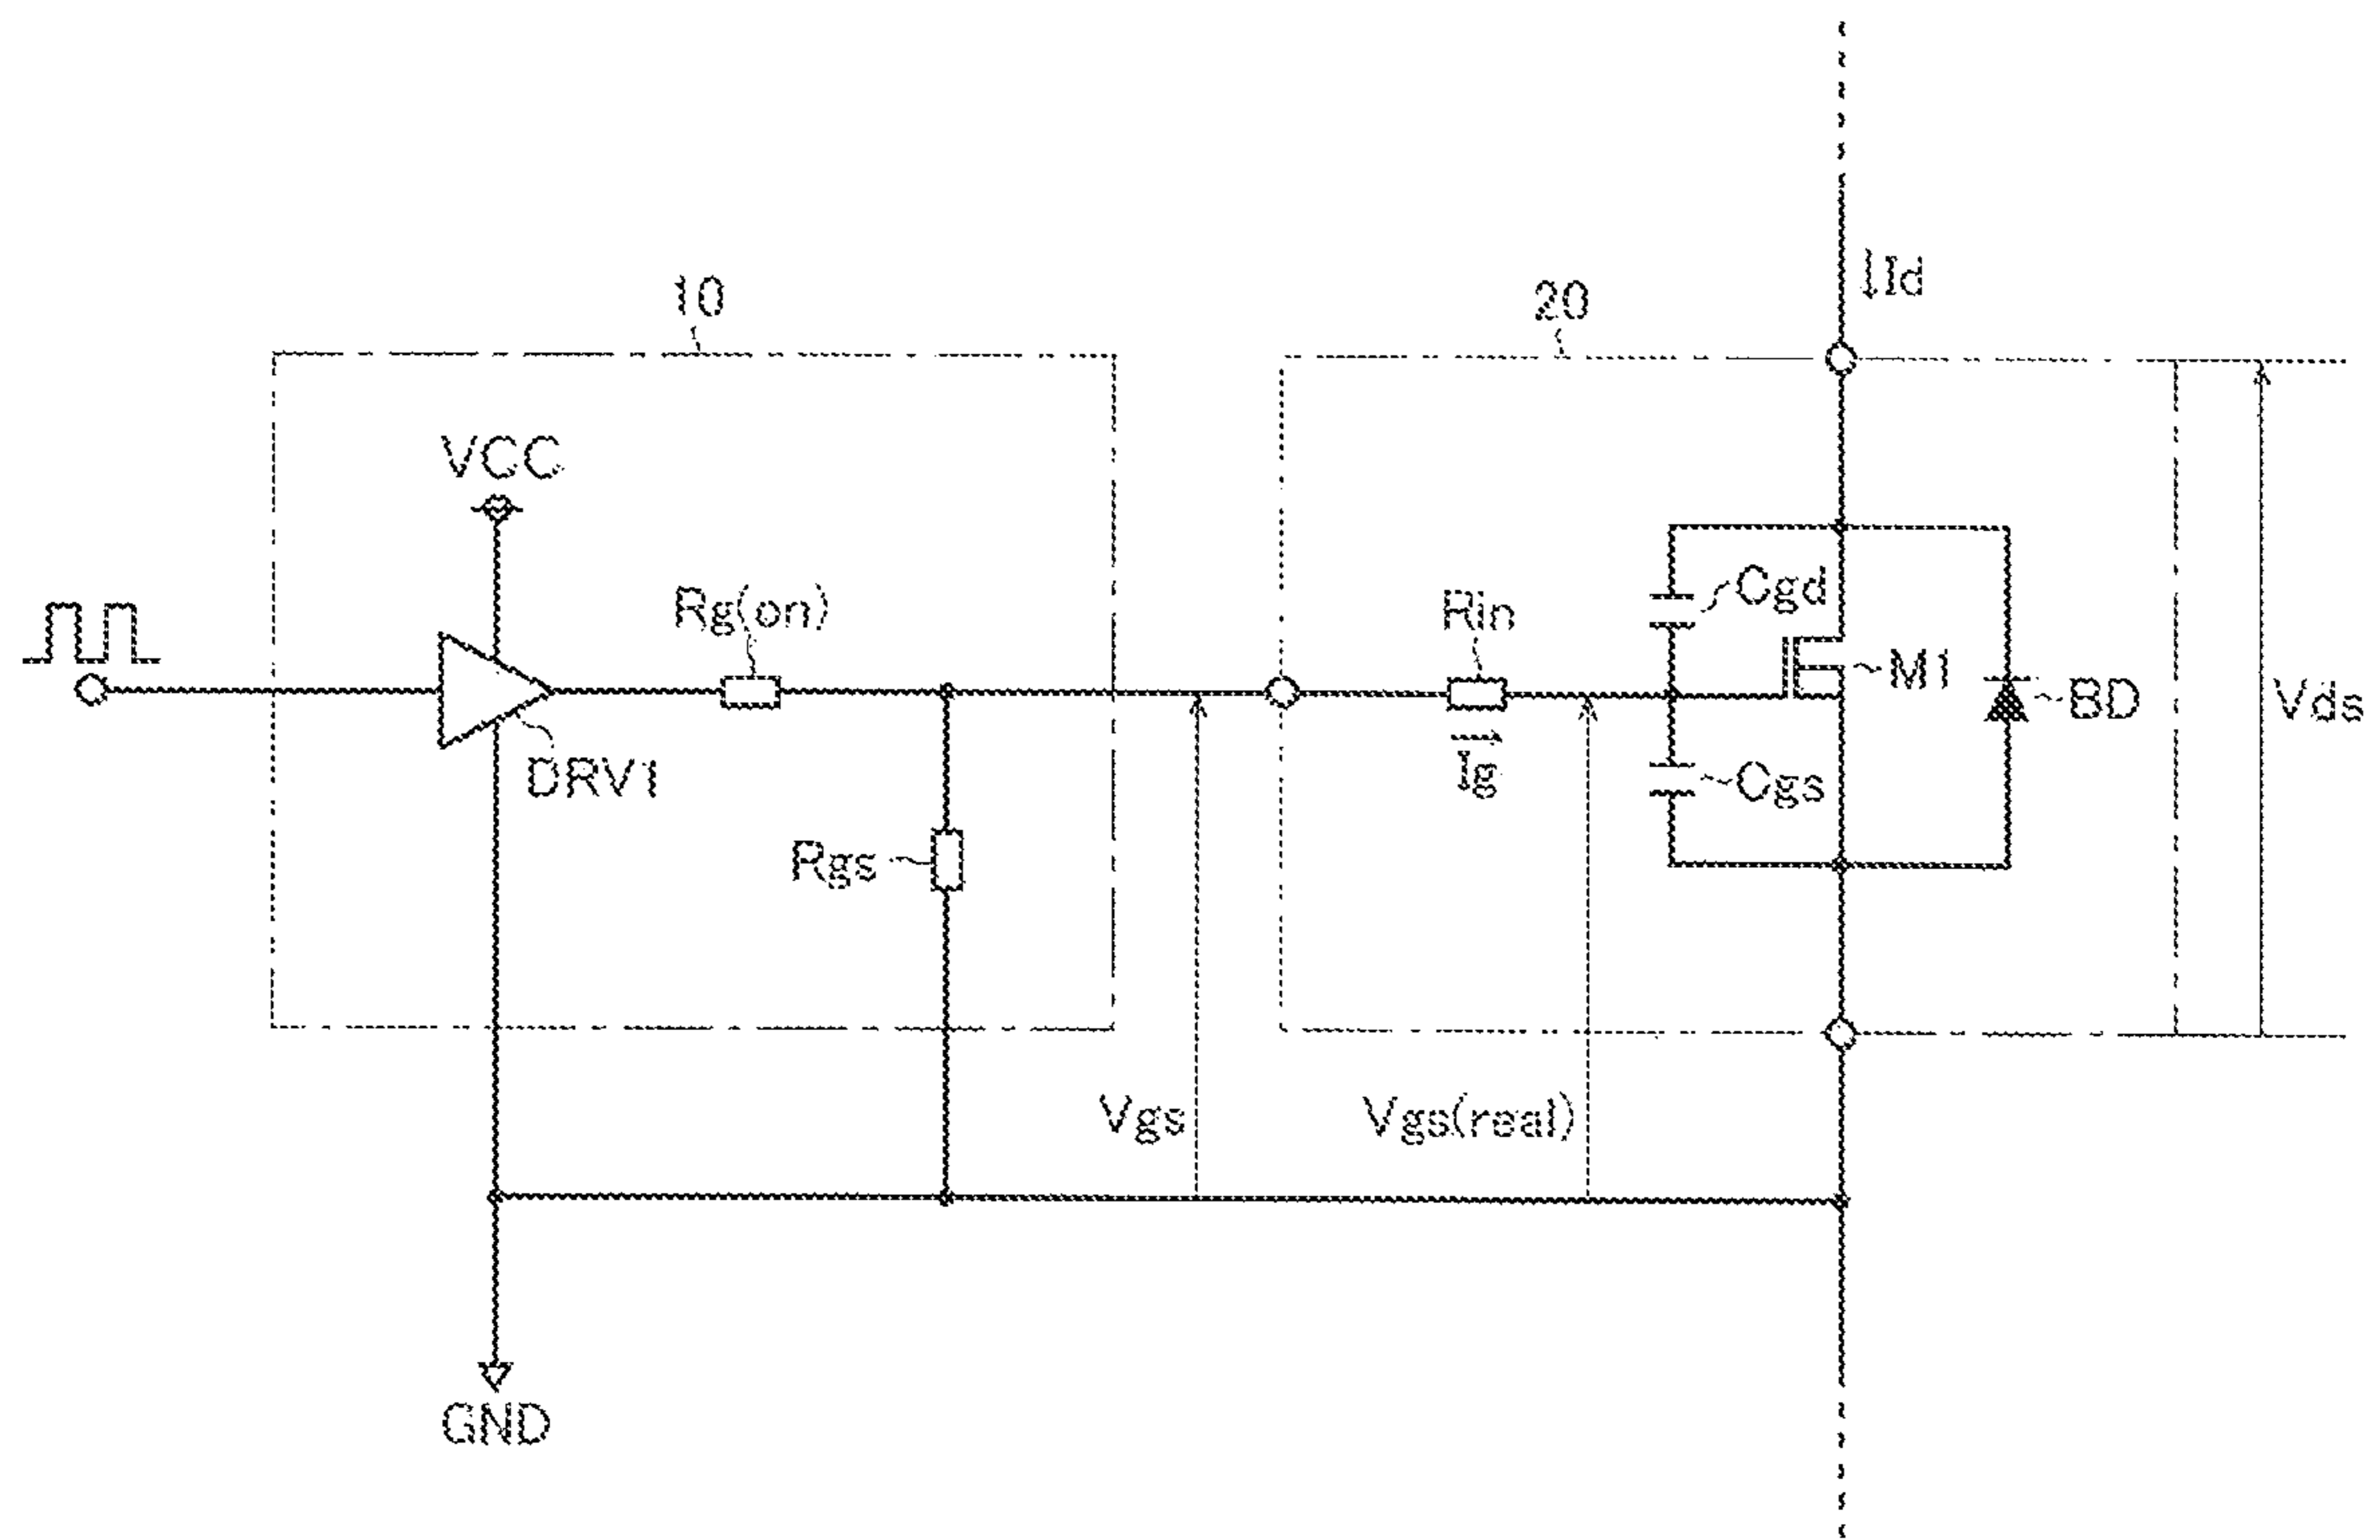 ↓Id
10
20
VCC
Rg(on)
Cgd
Rin
M1
BD
Vds
DRV1
Ig
Cgs
Rgs
Vgs
Vgs(real)
GND